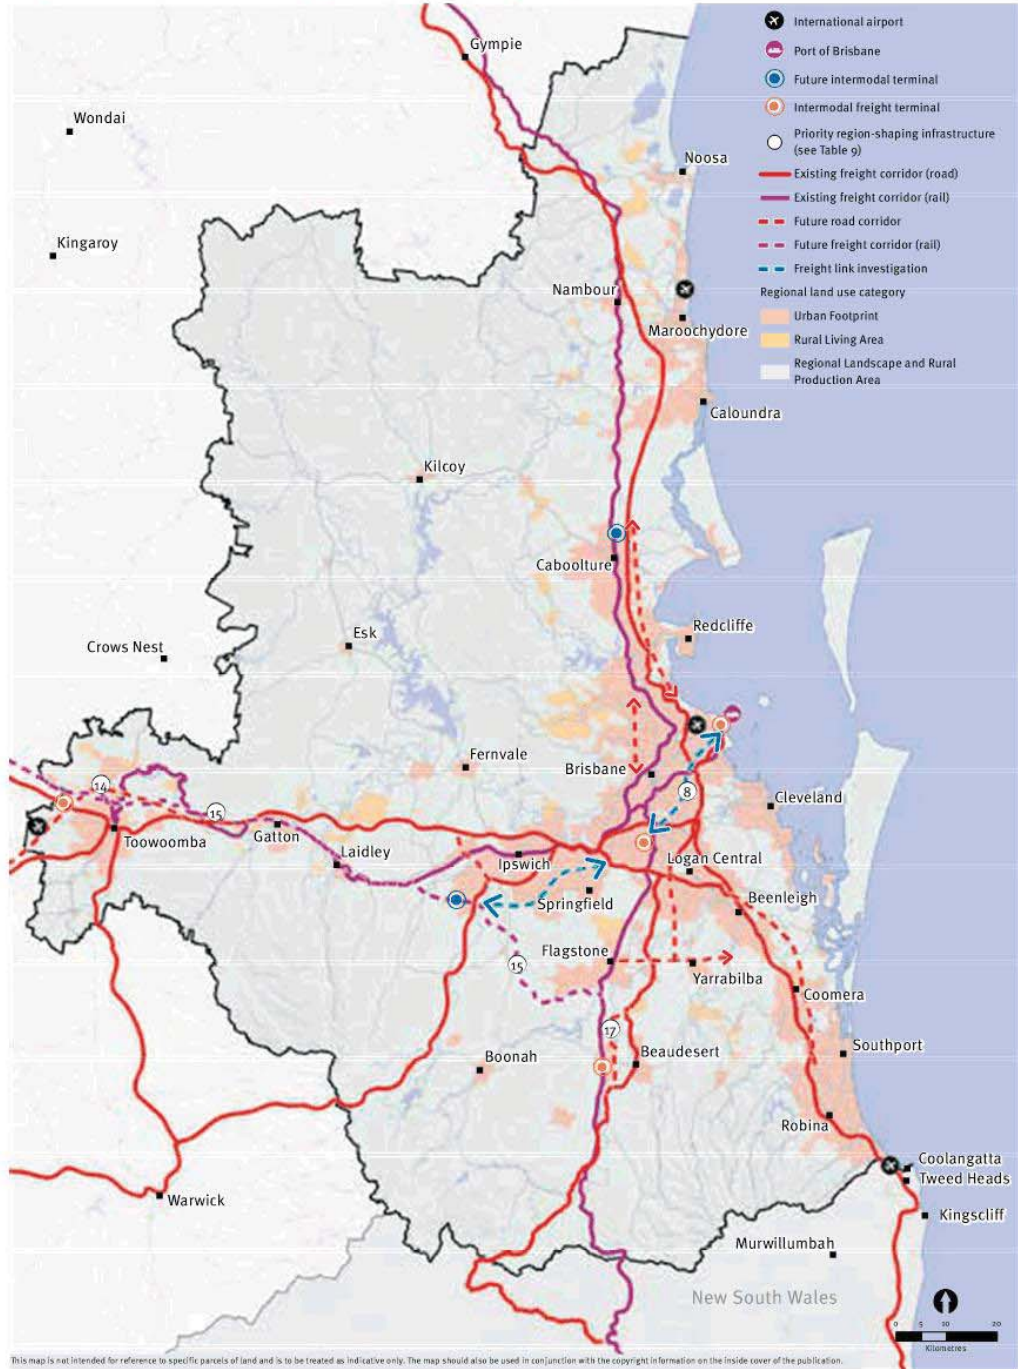 International airport
Port of Brisbane
Future intermodal terminal
Intermodal freight terminal
Priority region-shaping infrastructure
(see Table 9)
Existing freight corridor (road)
Existing freight corridor (rail)
Future road corridor
Future freight corridor (rail)
Freight link investigation
Regional land use category
Urban Footprint
Rural Living Area
Regional Landscape and Rural
Production Area
Gympie
Wondai
Noosa
Kingaroy
Nambour
Maroochydore
Caloundra
Kilcoy
Caboolture
Redcliffe
Esk
Crows Nest
Fernvale
Brisbane
14
8
Cleveland
15
Toowoomba
Gatton
Laidley
Ipswich
Logan Central
Springfield
Beenleigh
Flagstone
15
Yarrabilba
Coomera
17
Boonah
Beaudesert
Southport
Robina
Coolangatta
Tweed Heads
Warwick
Kingscliff
Murwillumbah
New South Wales
0 5 10 20
Kilometres
This map is not intended for reference to specific parcels of land and is to be treated as indicative only. The map should also be used in conjunction with the copyright information on the inside cover of the publication.